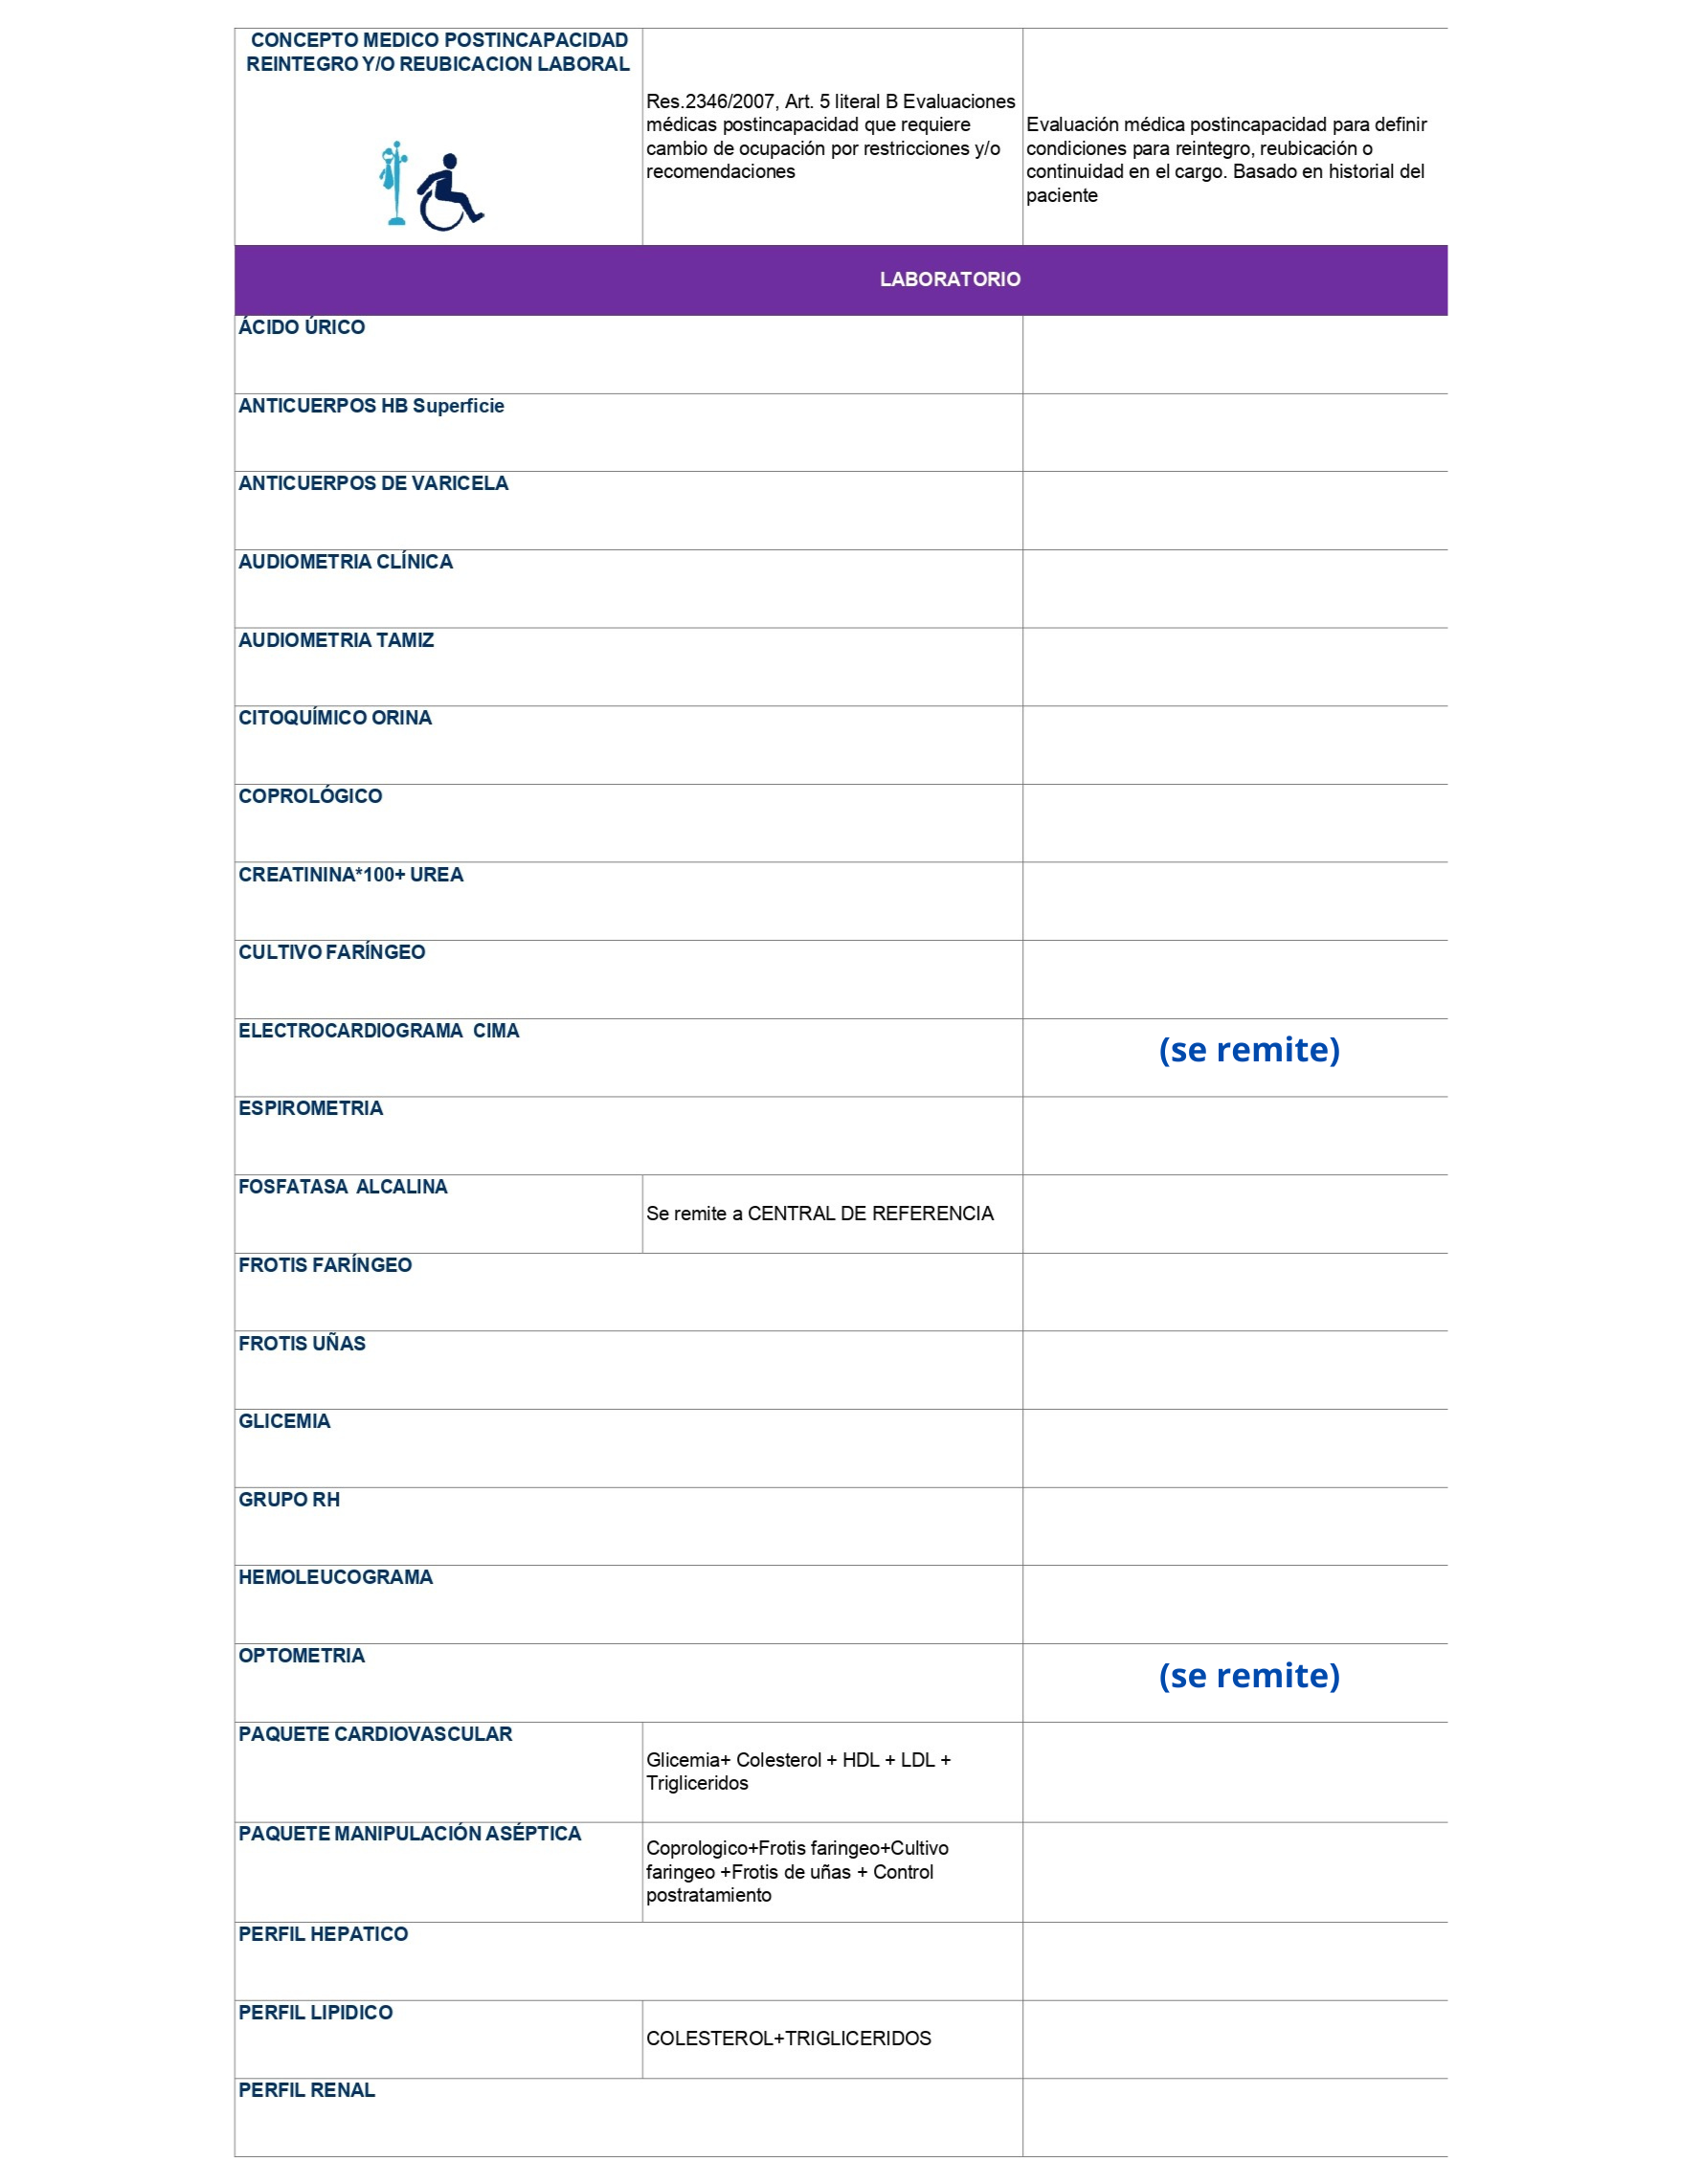 CONCEPTO MEDICO POSTINCAPACIDAD
REINTEGRO Y/O REUBICACION LABORAL
Res.2346/2007, Art. 5 literal B Evaluaciones
médicas postincapacidad que requiere
cambio de ocupación por restricciones y/o
recomendaciones
Evaluación médica postincapacidad para definir
condiciones para reintegro, reubicación o
continuidad en el cargo. Basado en historial del
paciente
LABORATORIO
ÁCIDO ÚRICO
ANTICUERPOS HB Superficie
ANTICUERPOS DE VARICELA
AUDIOMETRIA CLÍNICA
AUDIOMETRIA TAMIZ
CITOQUÍMICO ORINA
COPROLÓGICO
CREATININA*100+ UREA
CULTIVO FARÍNGEO
ELECTROCARDIOGRAMA  CIMA
(se remite)
ESPIROMETRIA
FOSFATASA  ALCALINA
Se remite a CENTRAL DE REFERENCIA
FROTIS FARÍNGEO
FROTIS UÑAS
GLICEMIA
GRUPO RH
HEMOLEUCOGRAMA
OPTOMETRIA
(se remite)
PAQUETE CARDIOVASCULAR
Glicemia+ Colesterol + HDL + LDL +
Trigliceridos
PAQUETE MANIPULACIÓN ASÉPTICA
Coprologico+Frotis faringeo+Cultivo
faringeo +Frotis de uñas + Control
postratamiento
PERFIL HEPATICO
PERFIL LIPIDICO
COLESTEROL+TRIGLICERIDOS
PERFIL RENAL